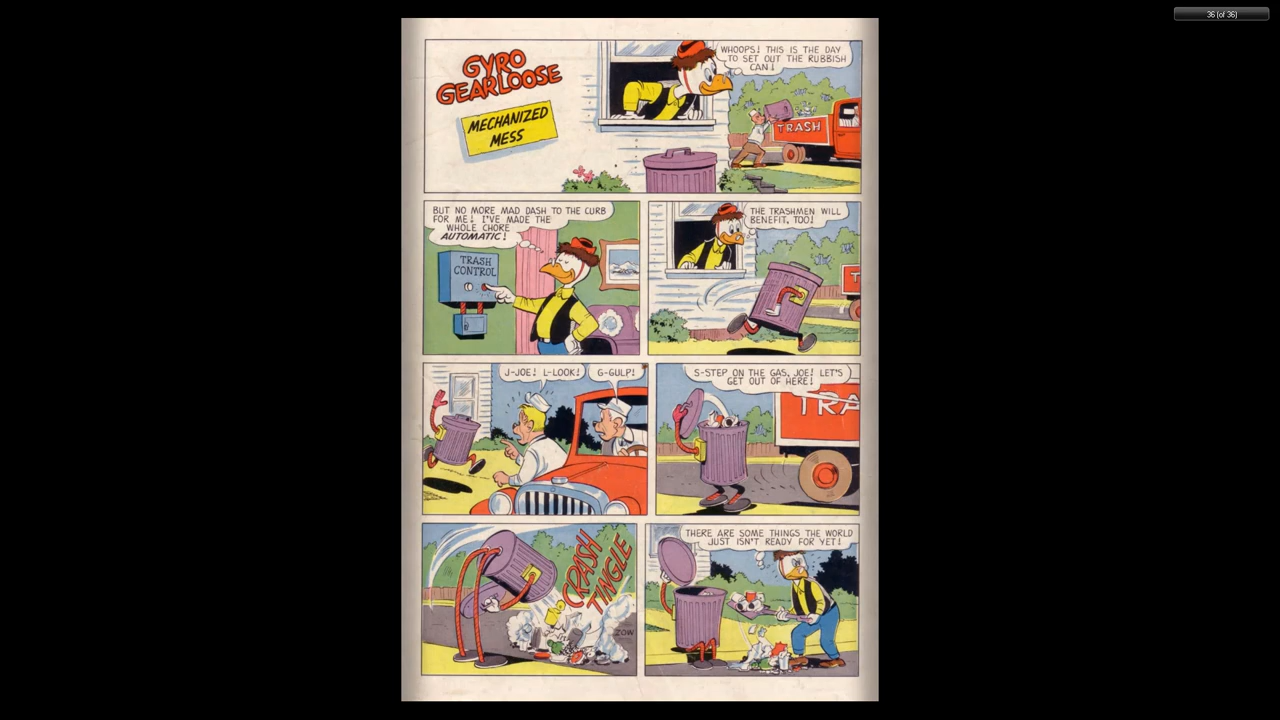 36 (of 36)
GYRO
GEARLOOSE
MECHANIZED
MESS
WHOOPS! THIS IS THE DAY
TO SET OUT THE RUBBISH
CAN!
TRASH
BUT NO MORE MAD DASH TO THE CURB
FOR ME! I'VE MADE THE
WHOLE CHORE
AUTOMATIC!
TRASH
CONTROL
THE TRASHMEN WILL
BENEFIT, TOO!
T
J-JOE! L-LOOK!
G-GULP!
S-STEP ON THE GAS, JOE! LET'S
GET OUT OF HERE!
TRA
CRASH
TINGLE
ZOW
THERE ARE SOME THINGS THE WORLD
JUST ISN'T READY FOR YET!